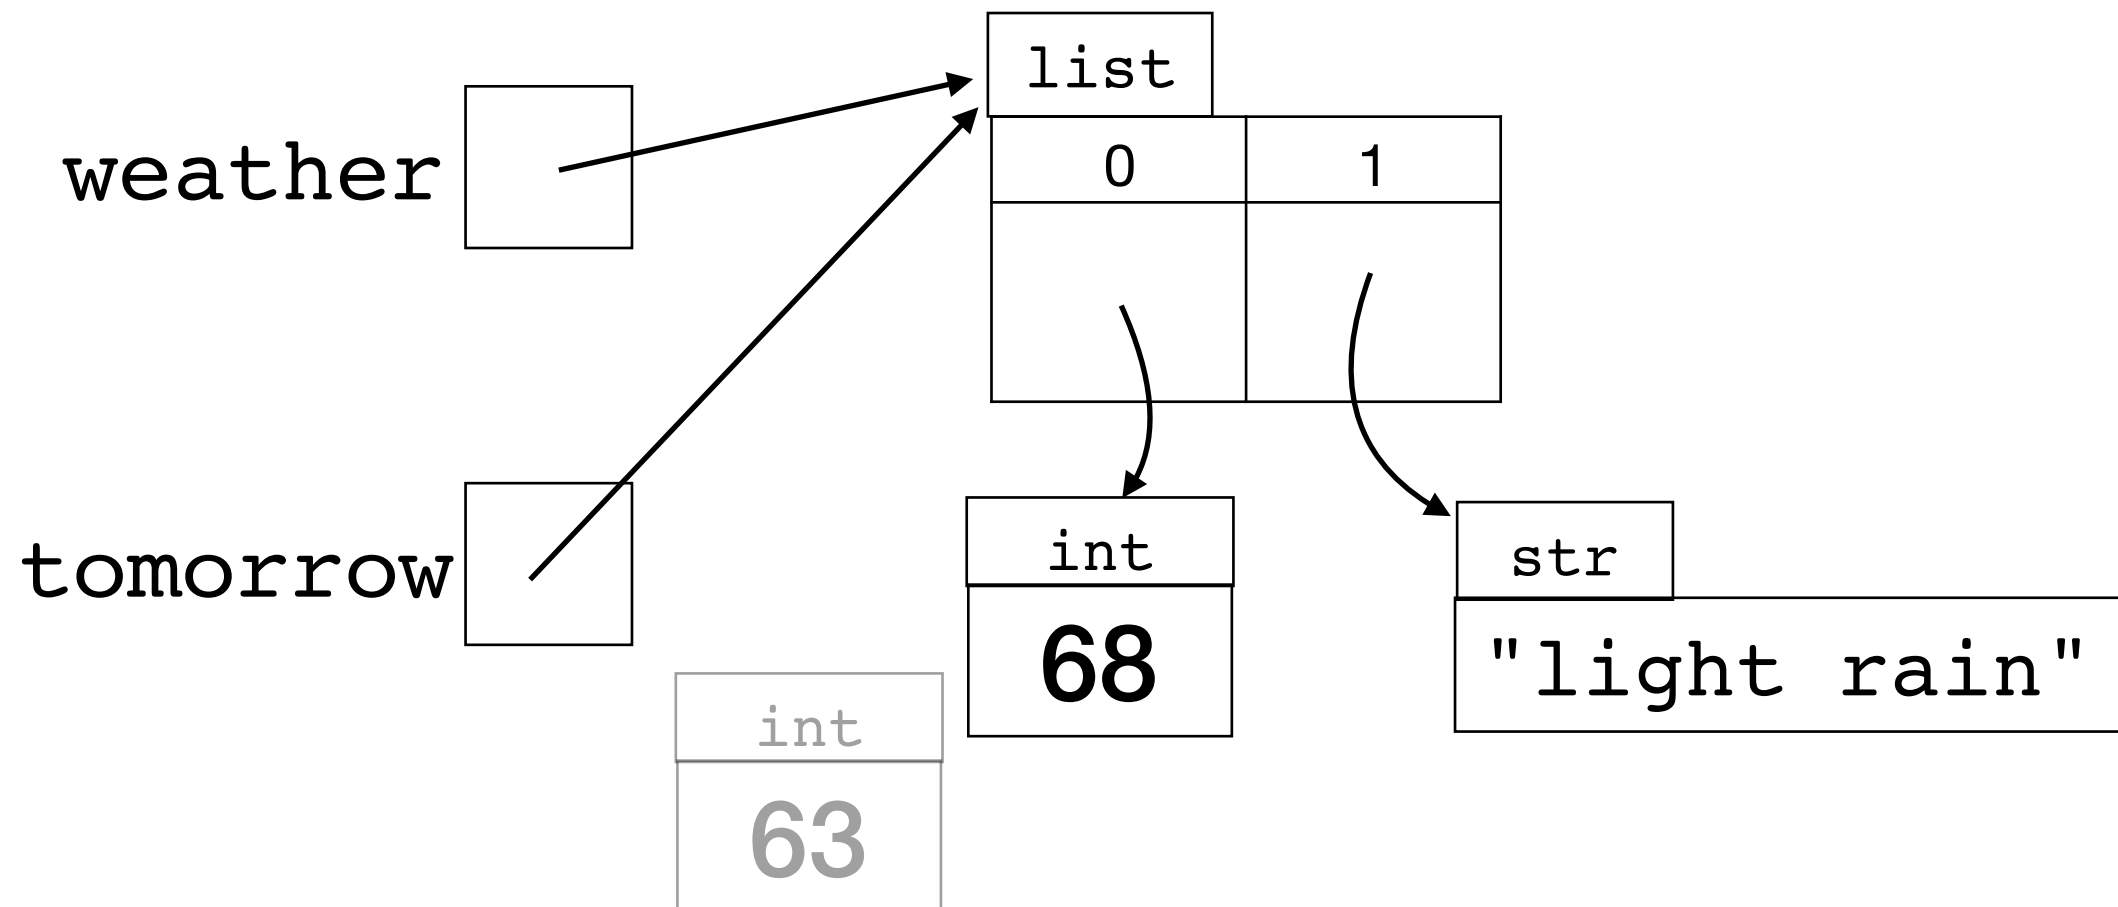 list
weather
0 1
tomorrow
int
str
68
"light rain"
int
63